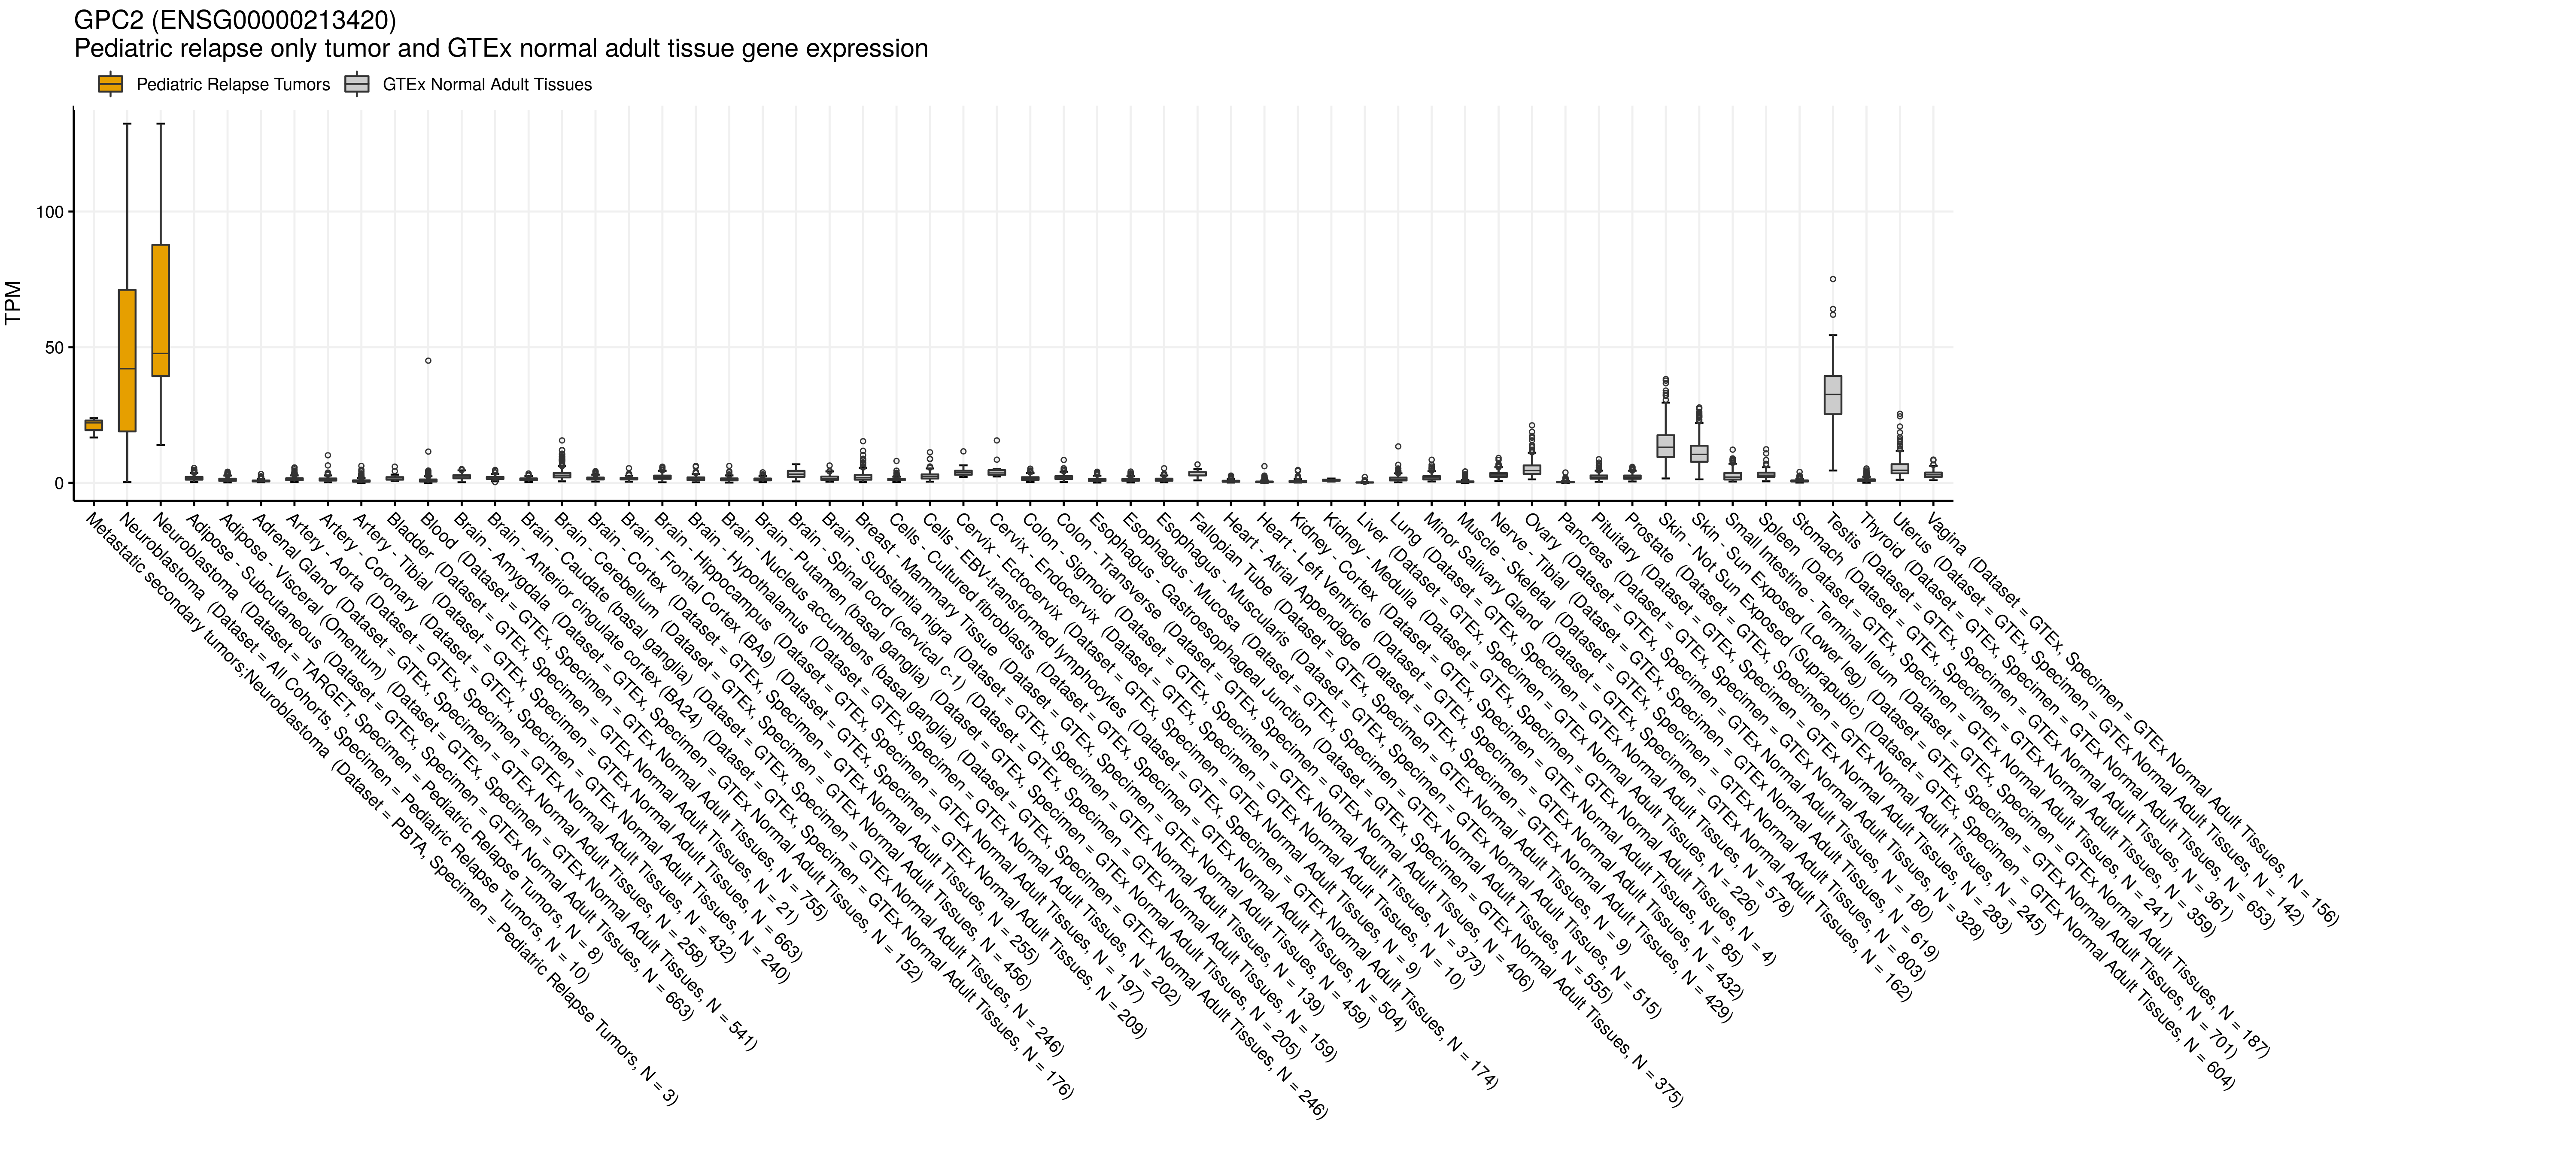 GPC2 (ENSG00000213420)
Pediatric relapse only tumor and GTEx normal adult tissue gene expression
Pediatric Relapse Tumors
GTEx Normal Adult Tissues
TPM
100
50
0
Metastatic secondary tumors;Neuroblastoma (Dataset = PBTA, Specimen = Pediatric Relapse Tumors, N = 3)
Neuroblastoma (Dataset = All Cohorts, Specimen = Pediatric Relapse Tumors, N = 10)
Neuroblastoma (Dataset = TARGET, Specimen = Pediatric Relapse Tumors, N = 8)
Adipose - Subcutaneous (Dataset = GTEx, Specimen = GTEx Normal Adult Tissues, N = 663)
Adipose - Visceral (Omentum) (Dataset = GTEx, Specimen = GTEx Normal Adult Tissues, N = 541)
Adrenal Gland (Dataset = GTEx, Specimen = GTEx Normal Adult Tissues, N = 258)
Artery - Aorta (Dataset = GTEx, Specimen = GTEx Normal Adult Tissues, N = 432)
Artery - Coronary (Dataset = GTEx, Specimen = GTEx Normal Adult Tissues, N = 240)
Artery - Tibial (Dataset = GTEx, Specimen = GTEx Normal Adult Tissues, N = 663)
Bladder (Dataset = GTEx, Specimen = GTEx Normal Adult Tissues, N = 21)
Blood (Dataset = GTEx, Specimen = GTEx Normal Adult Tissues, N = 755)
Brain - Amygdala (Dataset = GTEx, Specimen = GTEx Normal Adult Tissues, N = 152)
Brain - Anterior cingulate cortex (BA24) (Dataset = GTEx, Specimen = GTEx Normal Adult Tissues, N = 176)
Brain - Caudate (basal ganglia) (Dataset = GTEx, Specimen = GTEx Normal Adult Tissues, N = 246)
Brain - Cerebellum (Dataset = GTEx, Specimen = GTEx Normal Adult Tissues, N = 456)
Brain - Cortex (Dataset = GTEx, Specimen = GTEx Normal Adult Tissues, N = 255)
Brain - Frontal Cortex (BA9) (Dataset = GTEx, Specimen = GTEx Normal Adult Tissues, N = 209)
Brain - Hippocampus (Dataset = GTEx, Specimen = GTEx Normal Adult Tissues, N = 197)
Brain - Hypothalamus (Dataset = GTEx, Specimen = GTEx Normal Adult Tissues, N = 202)
Brain - Nucleus accumbens (basal ganglia) (Dataset = GTEx, Specimen = GTEx Normal Adult Tissues, N = 246)
Brain - Putamen (basal ganglia) (Dataset = GTEx, Specimen = GTEx Normal Adult Tissues, N = 205)
Brain - Spinal cord (cervical c-1) (Dataset = GTEx, Specimen = GTEx Normal Adult Tissues, N = 159)
Brain - Substantia nigra (Dataset = GTEx, Specimen = GTEx Normal Adult Tissues, N = 139)
Breast - Mammary Tissue (Dataset = GTEx, Specimen = GTEx Normal Adult Tissues, N = 459)
Cells - Cultured fibroblasts (Dataset = GTEx, Specimen = GTEx Normal Adult Tissues, N = 504)
Cells - EBV-transformed lymphocytes (Dataset = GTEx, Specimen = GTEx Normal Adult Tissues, N = 174)
Cervix - Ectocervix (Dataset = GTEx, Specimen = GTEx Normal Adult Tissues, N = 9)
Cervix - Endocervix (Dataset = GTEx, Specimen = GTEx Normal Adult Tissues, N = 10)
Colon - Sigmoid (Dataset = GTEx, Specimen = GTEx Normal Adult Tissues, N = 373)
Colon - Transverse (Dataset = GTEx, Specimen = GTEx Normal Adult Tissues, N = 406)
Esophagus - Gastroesophageal Junction (Dataset = GTEx, Specimen = GTEx Normal Adult Tissues, N = 375)
Esophagus - Mucosa (Dataset = GTEx, Specimen = GTEx Normal Adult Tissues, N = 555)
Esophagus - Muscularis (Dataset = GTEx, Specimen = GTEx Normal Adult Tissues, N = 515)
Fallopian Tube (Dataset = GTEx, Specimen = GTEx Normal Adult Tissues, N = 9)
Heart - Atrial Appendage (Dataset = GTEx, Specimen = GTEx Normal Adult Tissues, N = 429)
Heart - Left Ventricle (Dataset = GTEx, Specimen = GTEx Normal Adult Tissues, N = 432)
Kidney - Cortex (Dataset = GTEx, Specimen = GTEx Normal Adult Tissues, N = 85)
Kidney - Medulla (Dataset = GTEx, Specimen = GTEx Normal Adult Tissues, N = 4)
Liver (Dataset = GTEx, Specimen = GTEx Normal Adult Tissues, N = 226)
Lung (Dataset = GTEx, Specimen = GTEx Normal Adult Tissues, N = 578)
Minor Salivary Gland (Dataset = GTEx, Specimen = GTEx Normal Adult Tissues, N = 162)
Muscle - Skeletal (Dataset = GTEx, Specimen = GTEx Normal Adult Tissues, N = 803)
Nerve - Tibial (Dataset = GTEx, Specimen = GTEx Normal Adult Tissues, N = 619)
Ovary (Dataset = GTEx, Specimen = GTEx Normal Adult Tissues, N = 180)
Pancreas (Dataset = GTEx, Specimen = GTEx Normal Adult Tissues, N = 328)
Pituitary (Dataset = GTEx, Specimen = GTEx Normal Adult Tissues, N = 283)
Prostate (Dataset = GTEx, Specimen = GTEx Normal Adult Tissues, N = 245)
Skin - Not Sun Exposed (Suprapubic) (Dataset = GTEx, Specimen = GTEx Normal Adult Tissues, N = 604)
Skin - Sun Exposed (Lower leg) (Dataset = GTEx, Specimen = GTEx Normal Adult Tissues, N = 701)
Small Intestine - Terminal Ileum (Dataset = GTEx, Specimen = GTEx Normal Adult Tissues, N = 187)
Spleen (Dataset = GTEx, Specimen = GTEx Normal Adult Tissues, N = 241)
Stomach (Dataset = GTEx, Specimen = GTEx Normal Adult Tissues, N = 359)
Testis (Dataset = GTEx, Specimen = GTEx Normal Adult Tissues, N = 361)
Thyroid (Dataset = GTEx, Specimen = GTEx Normal Adult Tissues, N = 653)
Uterus (Dataset = GTEx, Specimen = GTEx Normal Adult Tissues, N = 142)
Vagina (Dataset = GTEx, Specimen = GTEx Normal Adult Tissues, N = 156)